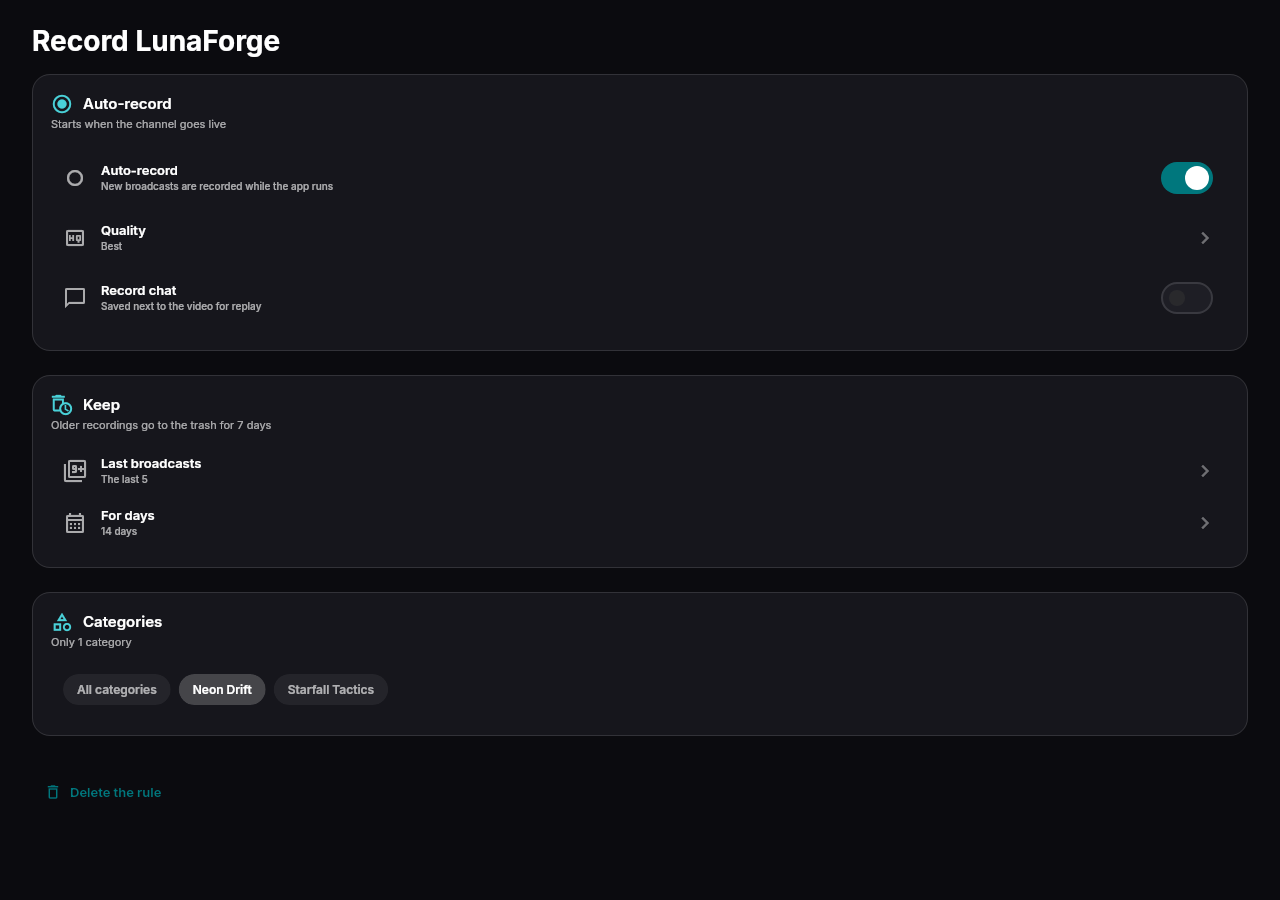 Record LunaForge
Auto-record
Starts when the channel goes live
Auto-record
New broadcasts are recorded while the app runs
HQ
Quality
Best
Record chat
Saved next to the video for replay
Keep
Older recordings go to the trash for 7 days
9+
Last broadcasts
The last 5
For days
14 days
Categories
Only 1 category
All categories
Neon Drift
Starfall Tactics
Delete the rule